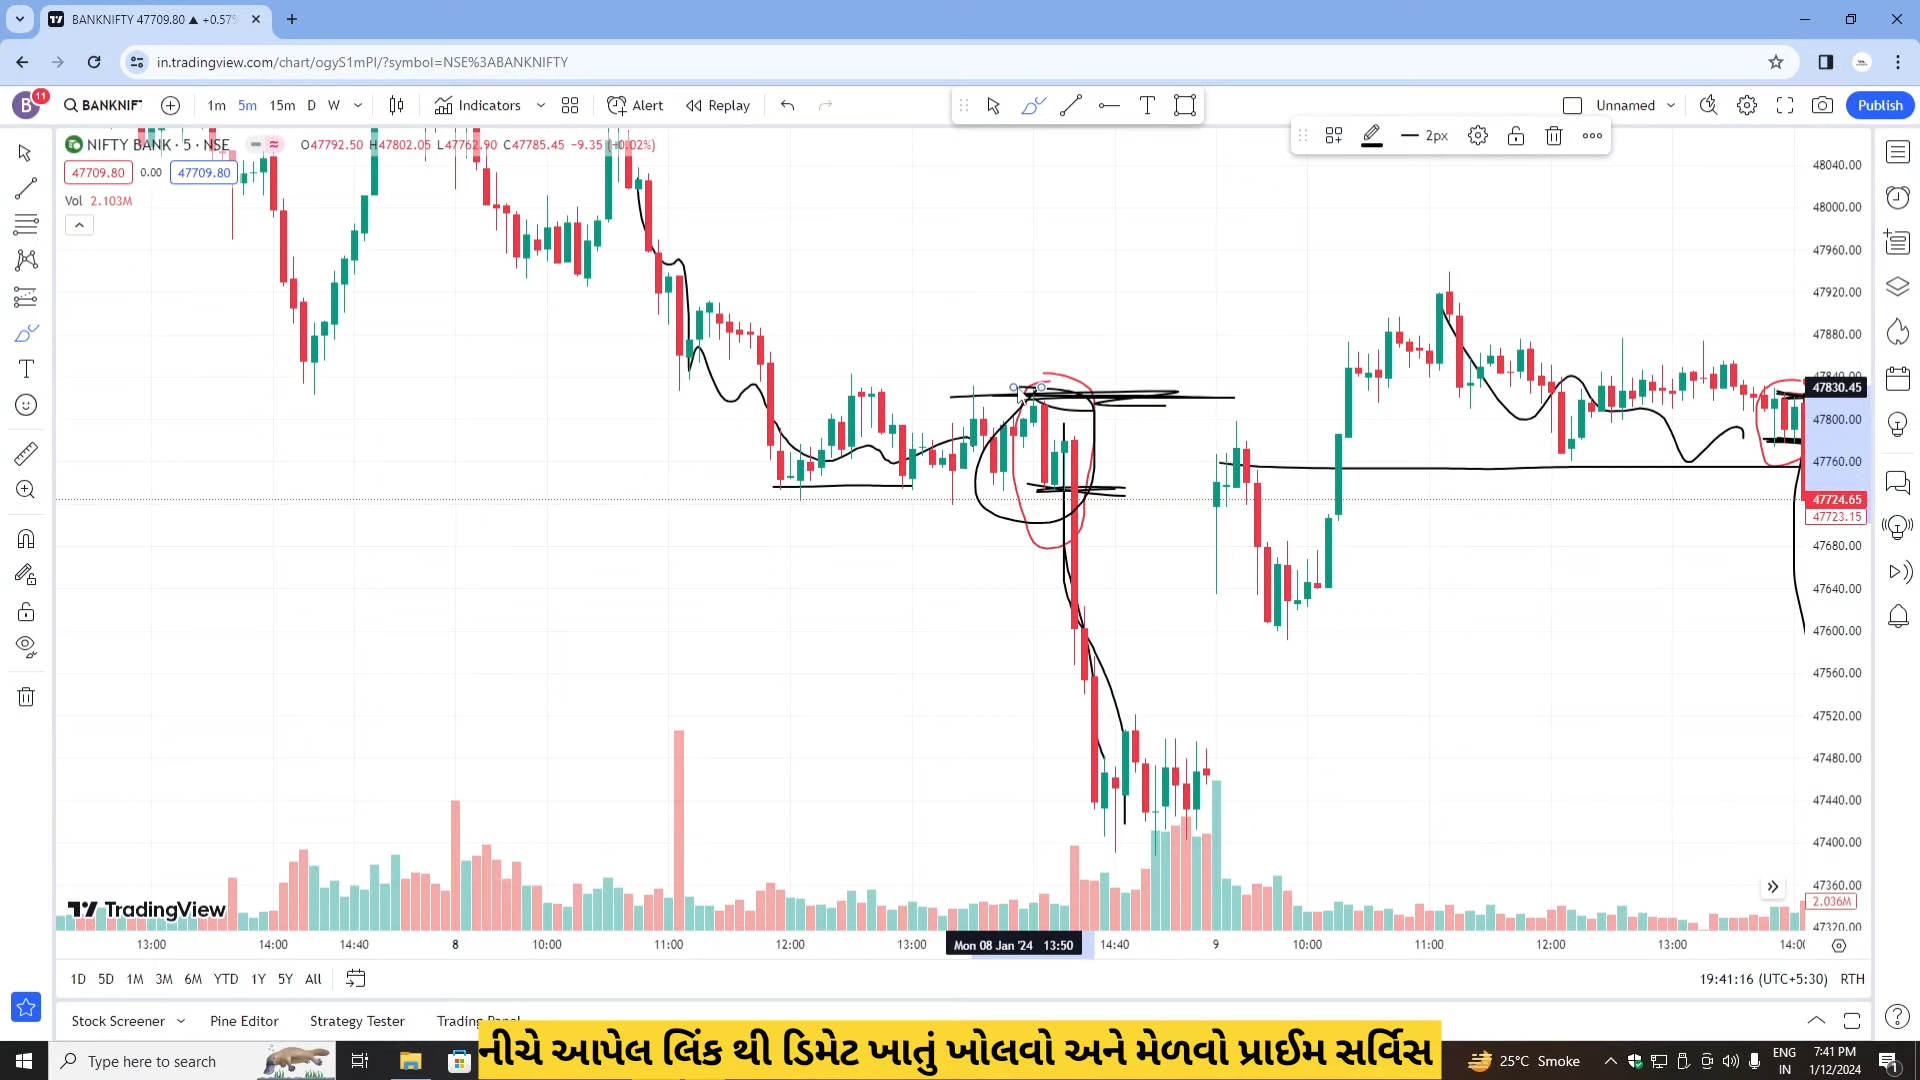 BANKNIFTY 47709.80 ▲ +0.57%
in.tradingview.com/chart/ogyS1mPI/?symbol=NSE%3ABANKNIFTY
B 11 BANKNIF 1m 5m 15m D W Indicators Alert Replay Unnamed Publish
2px
NIFTY BANK · 5 · NSE O47792.50 H47802.05 L47762.90 C47785.45 −9.35 (−0.02%)
47709.80 0.00 47709.80
Vol 2.103M
48040.00
48000.00
47960.00
47920.00
47880.00
47840.00
47830.45
47800.00
47760.00
47724.65
47723.15
47680.00
47640.00
47600.00
47560.00
47520.00
47480.00
47440.00
47400.00
47360.00
2.036M
47320.00
TradingView
13:00 14:00 14:40 8 10:00 11:00 12:00 13:00 Mon 08 Jan '24 13:50 14:40 9 10:00 11:00 12:00 13:00 14:00
1D 5D 1M 3M 6M YTD 1Y 5Y All 19:41:16 (UTC+5:30) RTH
Stock Screener Pine Editor Strategy Tester Trading Panel
નીચે આપેલ લિંક થી ડિમેટ ખાતું ખોલવો અને મેળવો પ્રાઈમ સર્વિસ
Type here to search 25°C Smoke ENG IN 7:41 PM 1/12/2024 1